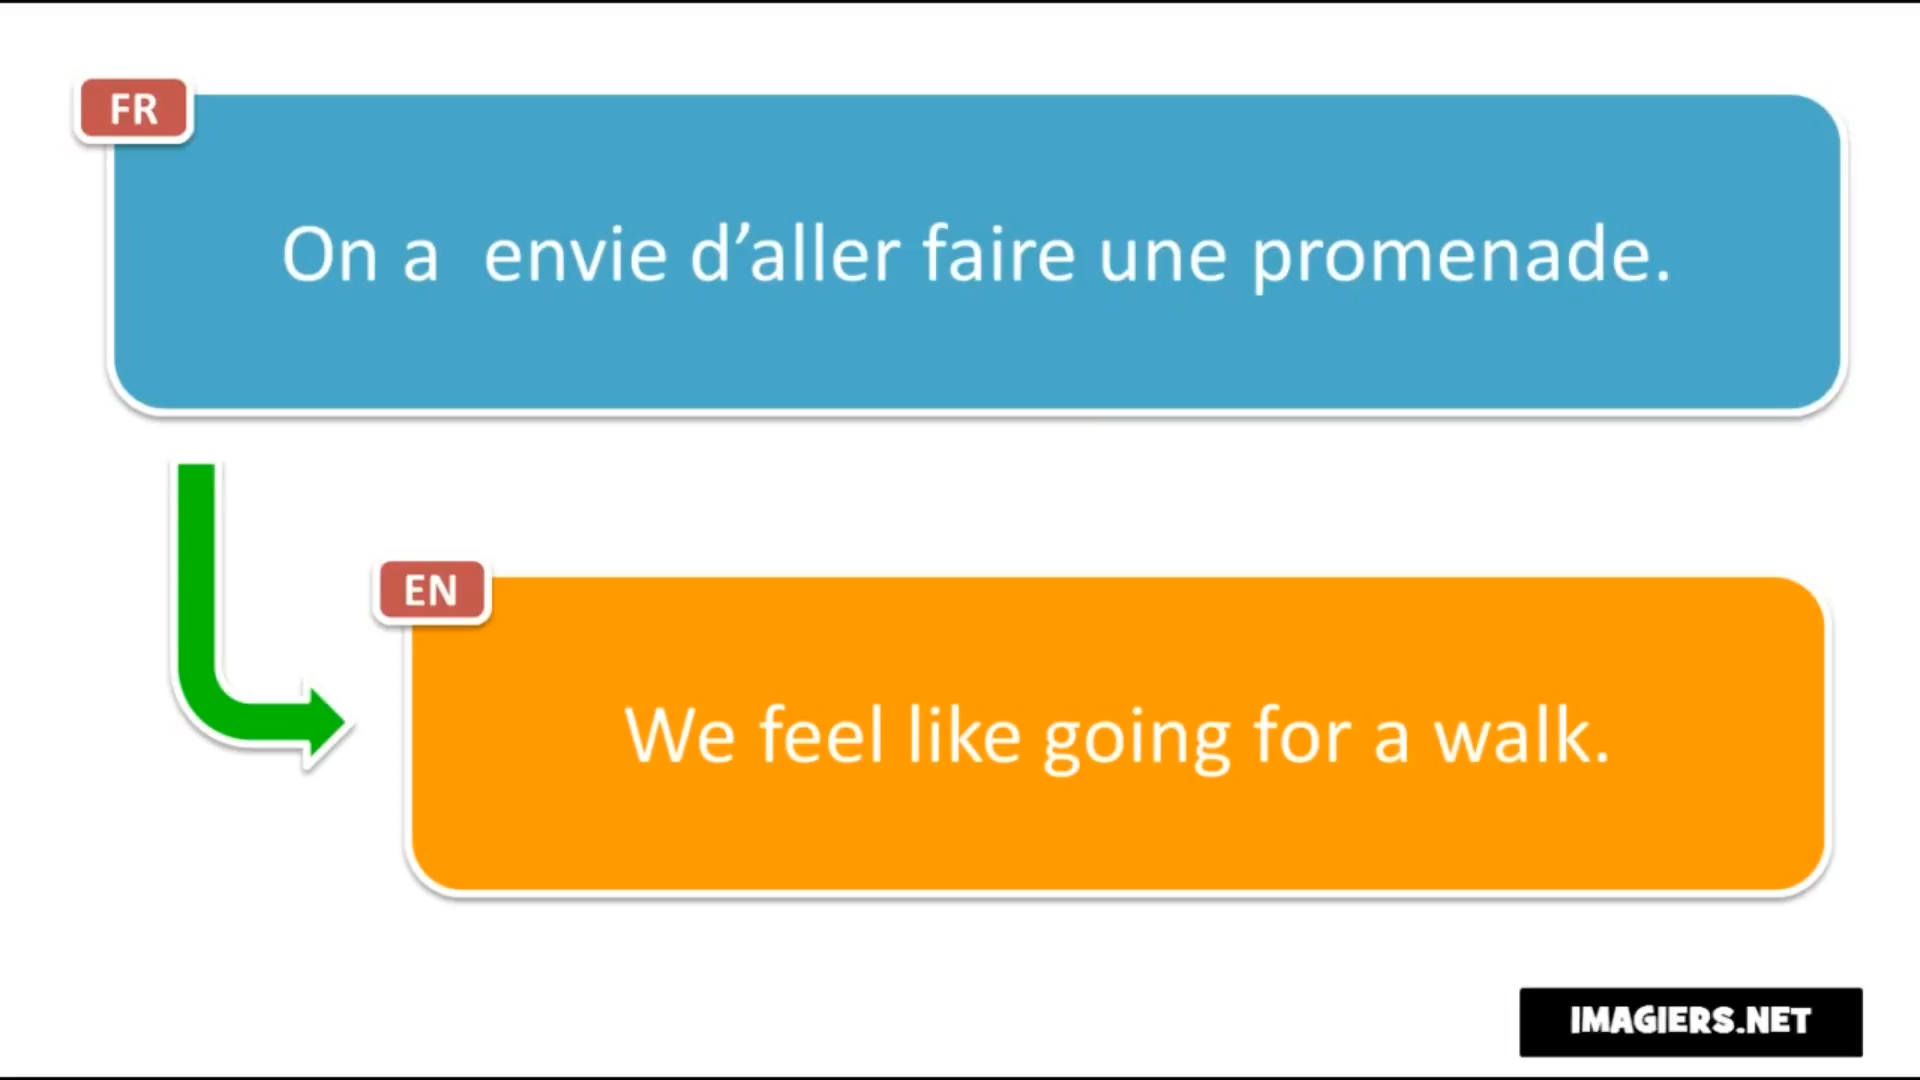 FR
On a  envie d’aller faire une promenade.
EN
We feel like going for a walk.
IMAGIERS.NET